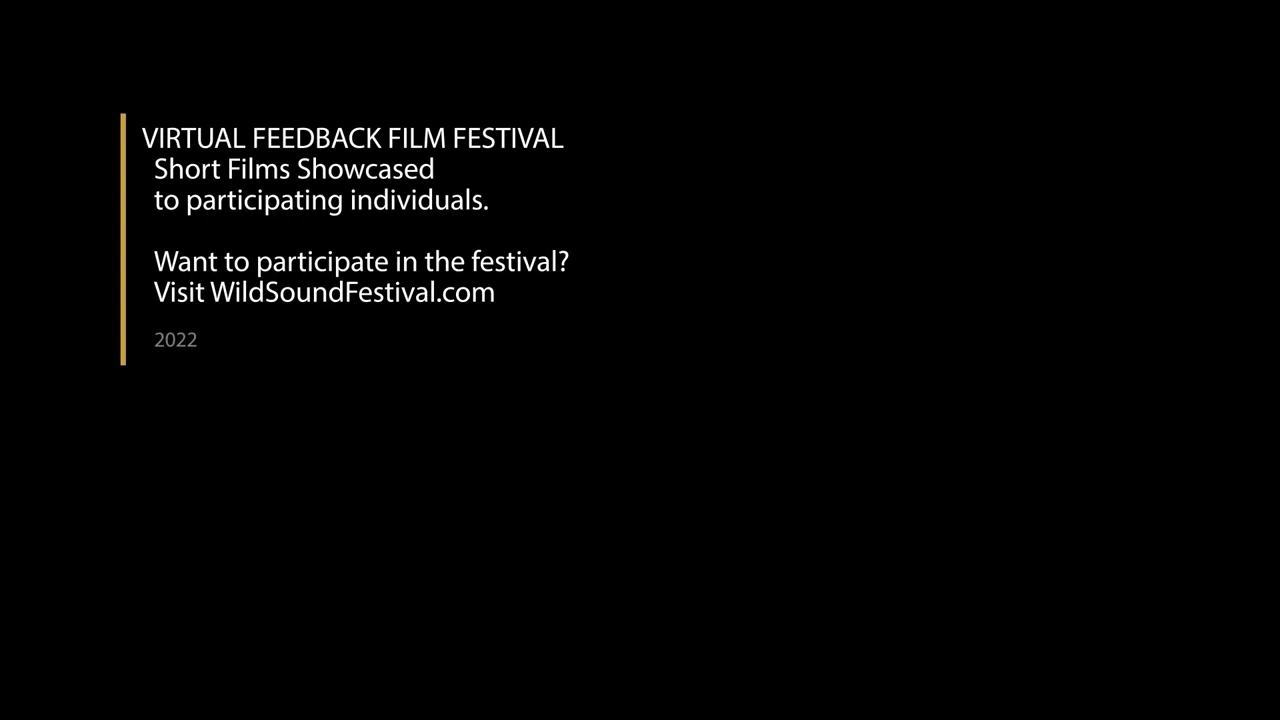 VIRTUAL FEEDBACK FILM FESTIVAL
Short Films Showcased
to participating individuals.
Want to participate in the festival?
Visit WildSoundFestival.com
2022